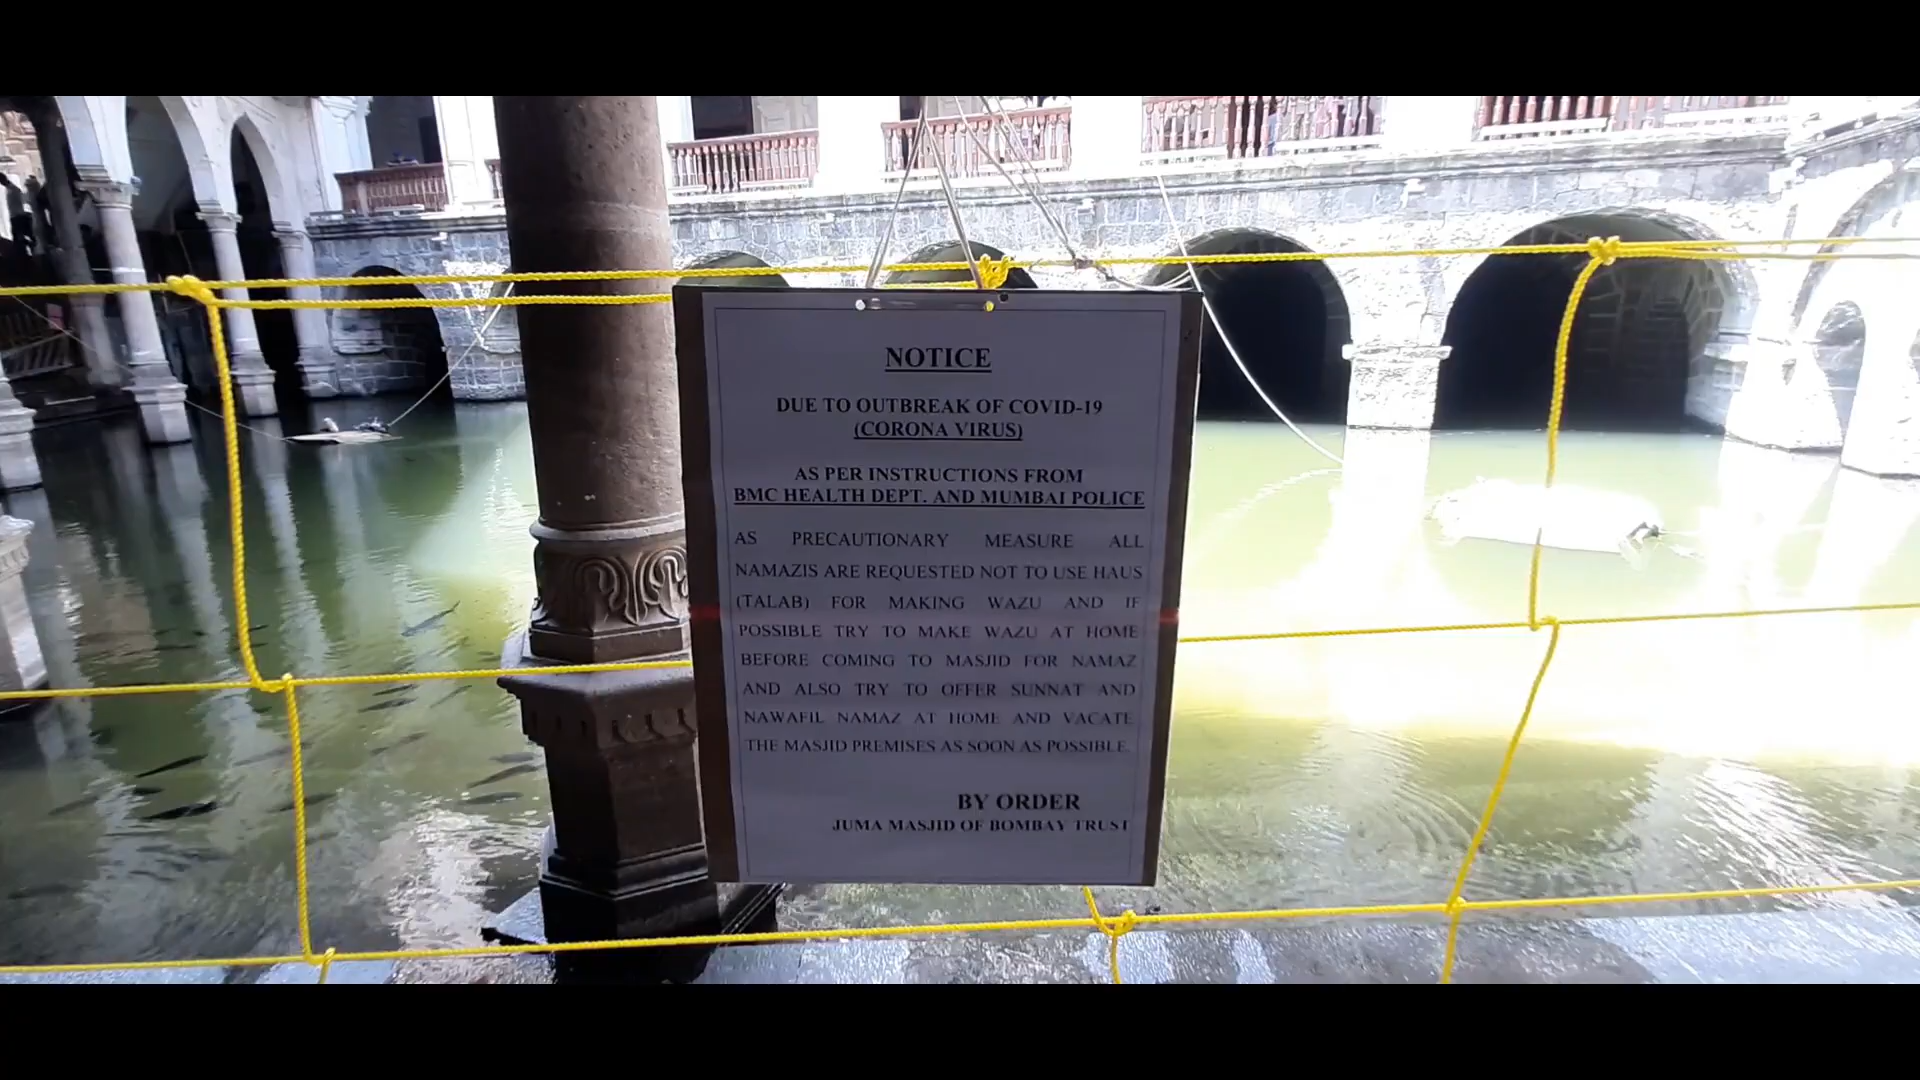 NOTICE
DUE TO OUTBREAK OF COVID-19
(CORONA VIRUS)
AS PER INSTRUCTIONS FROM
BMC HEALTH DEPT. AND MUMBAI POLICE
AS PRECAUTIONARY MEASURE ALL
NAMAZIS ARE REQUESTED NOT TO USE HAUS
(TALAB) FOR MAKING WAZU AND IF
POSSIBLE TRY TO MAKE WAZU AT HOME
BEFORE COMING TO MASJID FOR NAMAZ
AND ALSO TRY TO OFFER SUNNAT AND
NAWAFIL NAMAZ AT HOME AND VACATE
THE MASJID PREMISES AS SOON AS POSSIBLE.
BY ORDER
JUMA MASJID OF BOMBAY TRUST